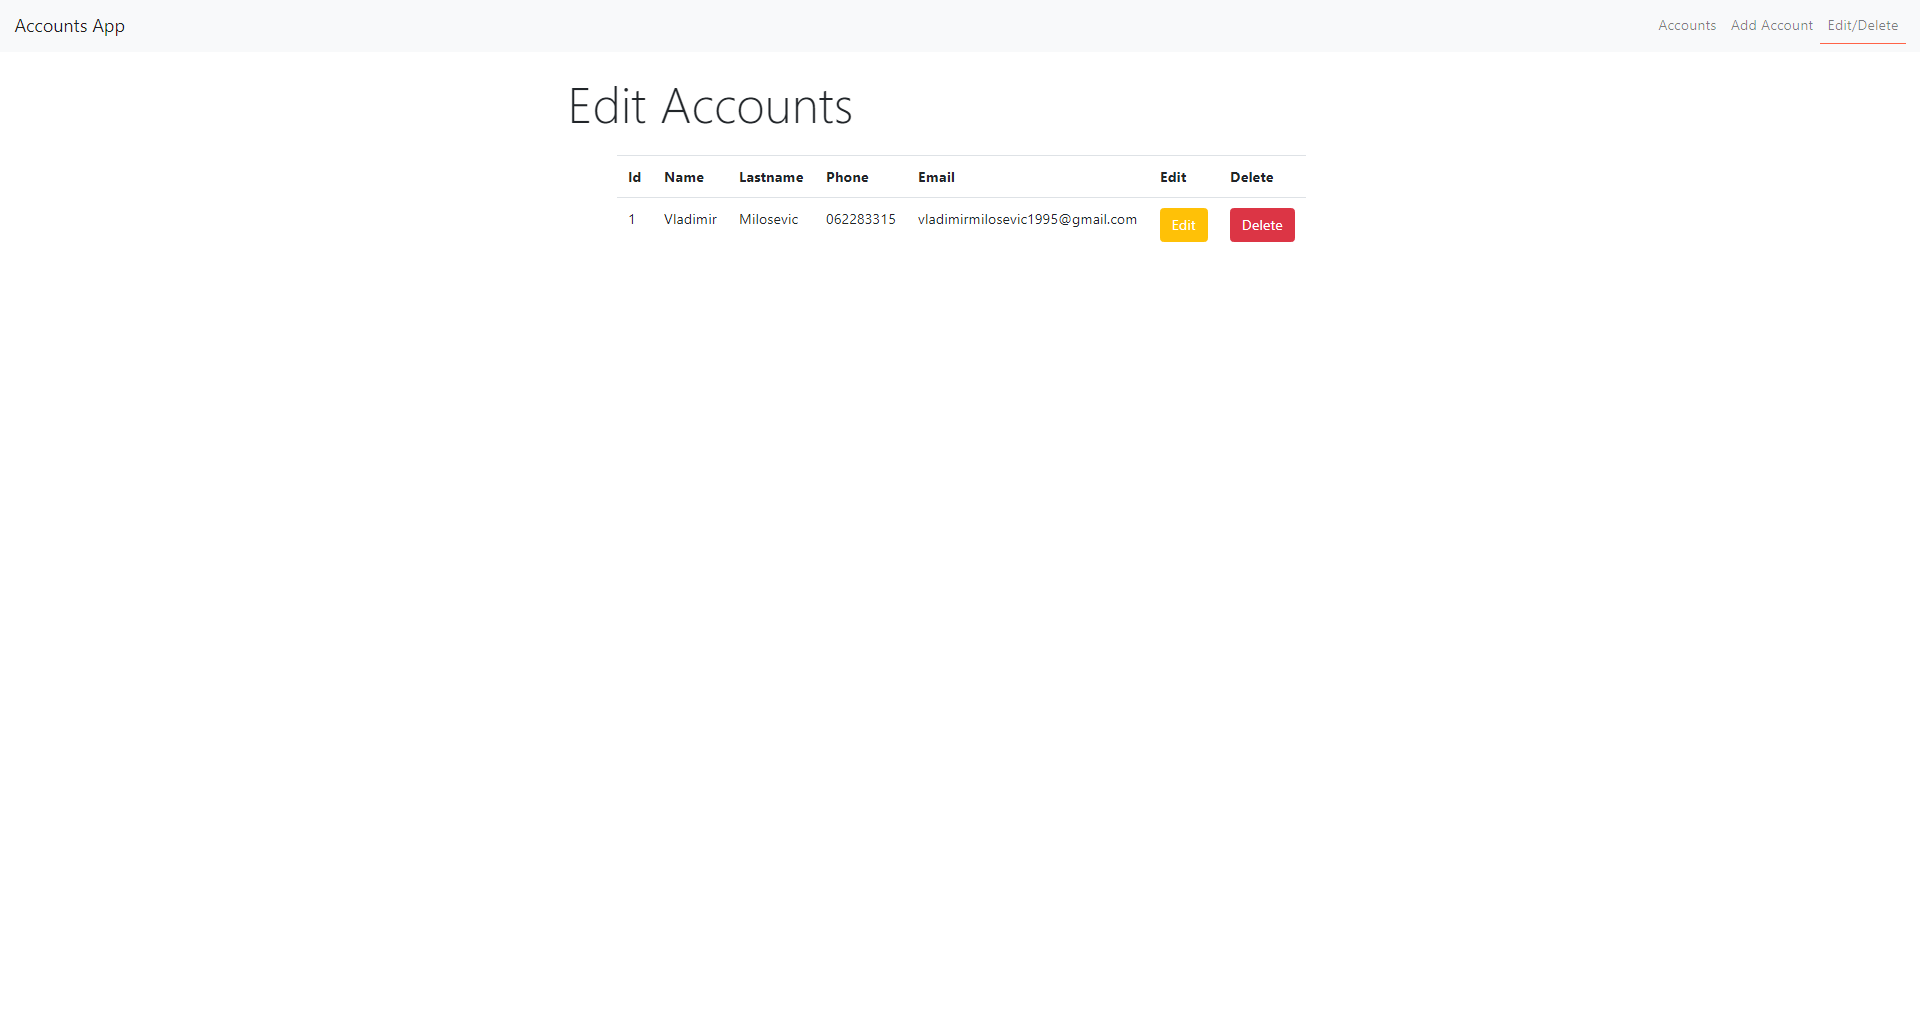 Accounts App Accounts Add Account Edit/Delete
Edit Accounts
Id Name Lastname Phone Email Edit Delete
1 Vladimir Milosevic 062283315 vladimirmilosevic1995@gmail.com Edit Delete